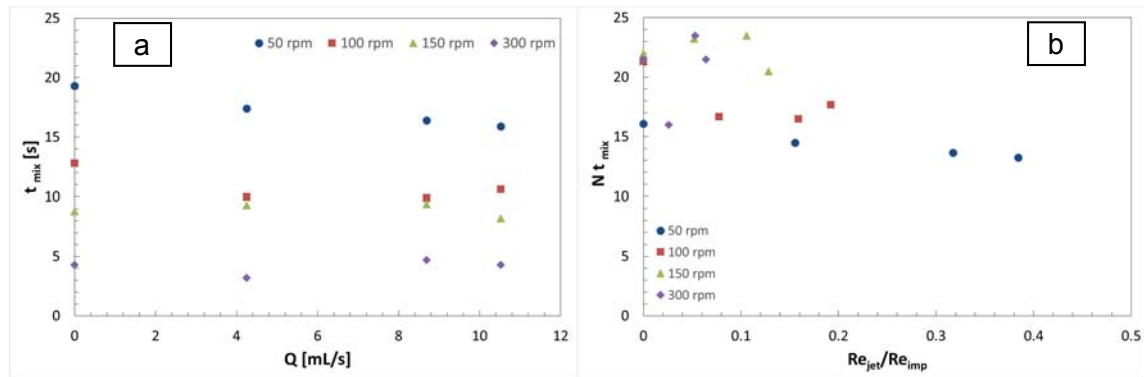 a
50 rpm 100 rpm 150 rpm 300 rpm
25
20
15
10
5
0
t mix [s]
0 2 4 6 8 10 12
Q [mL/s]
b
25
20
15
10
5
0
N t mix
50 rpm
100 rpm
150 rpm
300 rpm
0 0.1 0.2 0.3 0.4 0.5
Rejet/Reimp